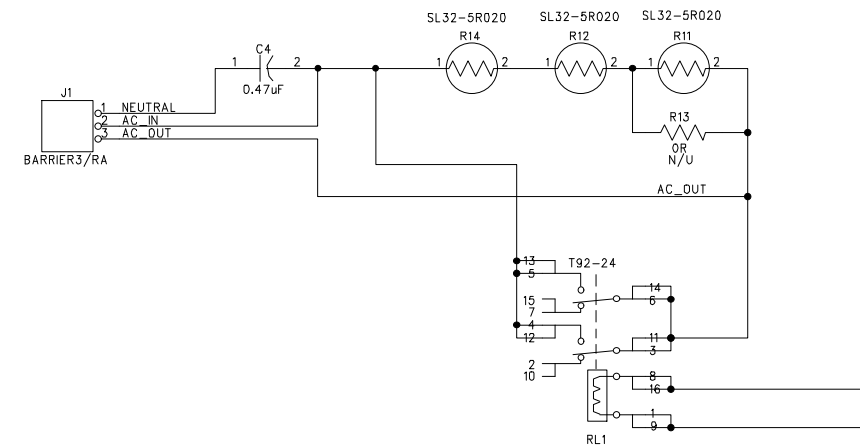 SL32-5R020 SL32-5R020 SL32-5R020
R14 R12 R11
C4
1 2 1 2 1 2 1 2
0.47uF
J1
1 NEUTRAL
2 AC_IN
3 AC_OUT
BARRIER3/RA
R13
0R
N/U
AC_OUT
T92-24
13
5
14
15
6
7
4
12
11
3
2
10
8
16
1
9
RL1